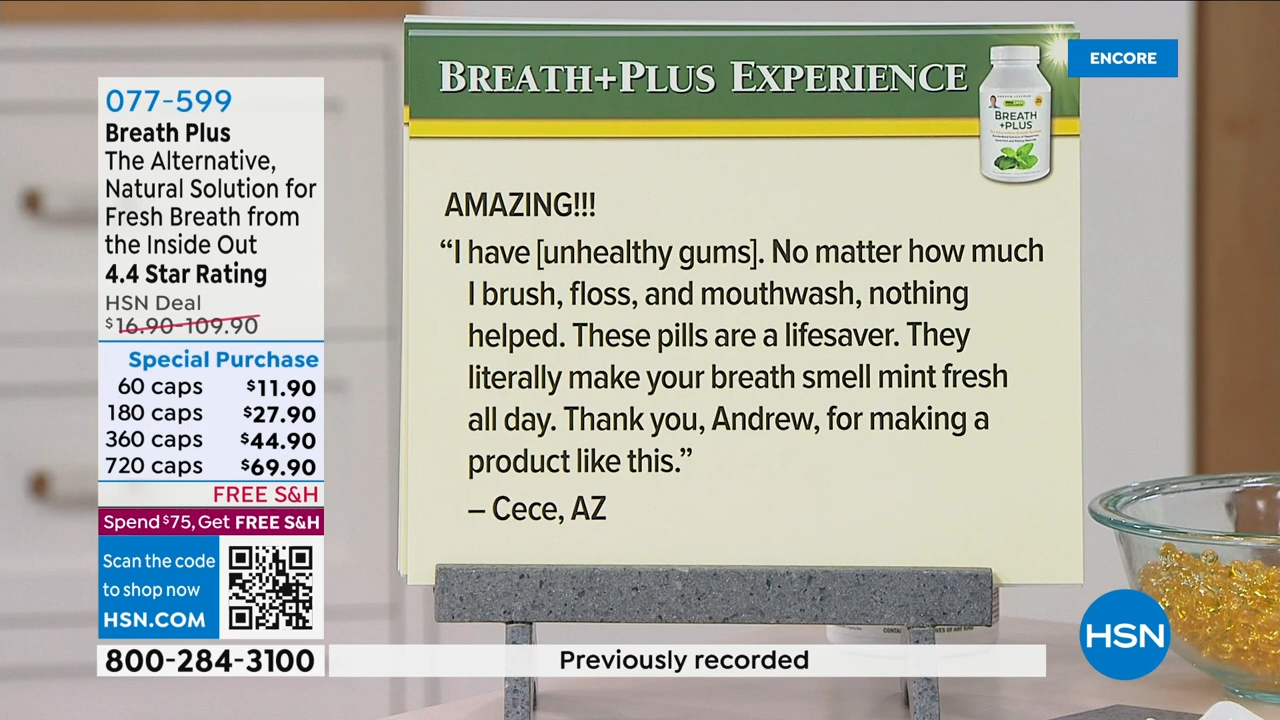 077-599
Breath Plus
The Alternative,
Natural Solution for
Fresh Breath from
the Inside Out
4.4 Star Rating
HSN Deal
$16.90-109.90
Special Purchase
60 caps $11.90
180 caps $27.90
360 caps $44.90
720 caps $69.90
FREE S&H
Spend $75, Get FREE S&H
Scan the code
to shop now
HSN.COM
800-284-3100
Previously recorded
ENCORE
BREATH+PLUS EXPERIENCE
BREATH
+PLUS
AMAZING!!!
“I have [unhealthy gums]. No matter how much
I brush, floss, and mouthwash, nothing
helped. These pills are a lifesaver. They
literally make your breath smell mint fresh
all day. Thank you, Andrew, for making a
product like this.”
– Cece, AZ
HSN